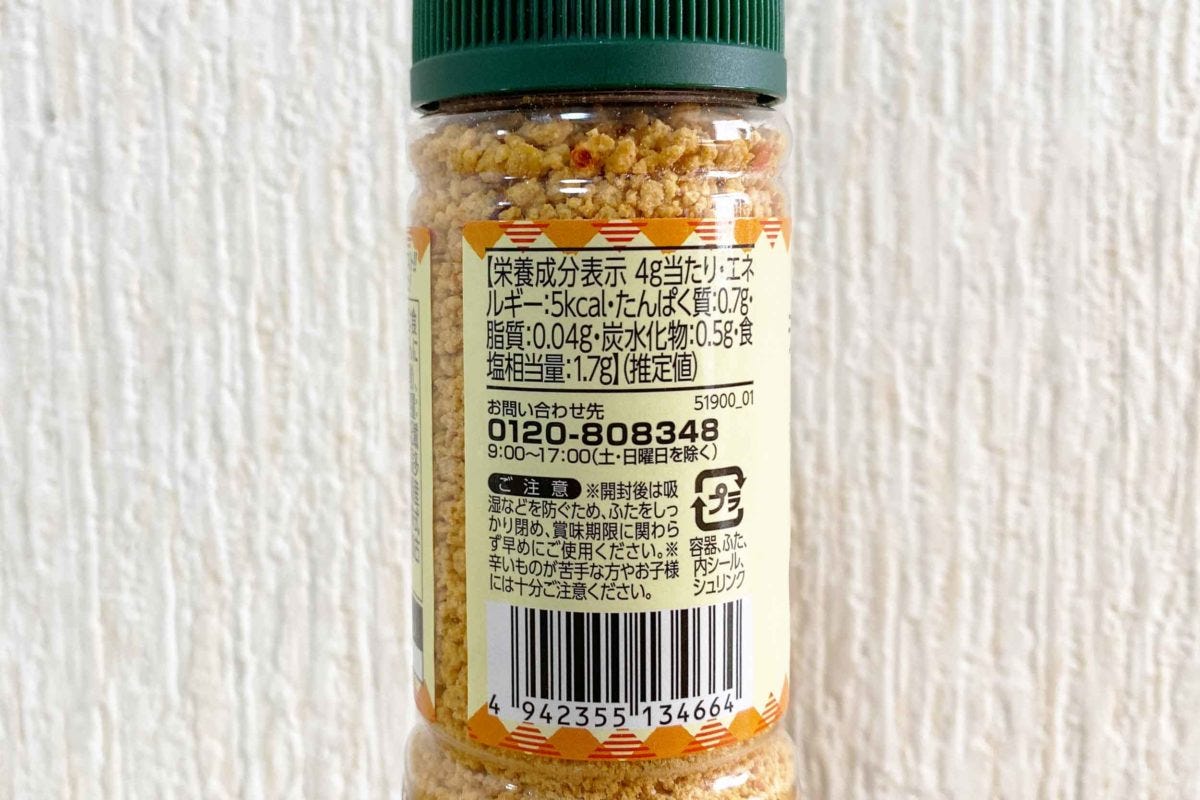 【栄養成分表示 4g当たり・エネ
ルギー:5kcal・たんぱく質:0.7g・
脂質:0.04g・炭水化物:0.5g・食
塩相当量:1.7g】(推定値)
51900_01
お問い合わせ先
0120-808348
9:00~17:00(土・日曜日を除く)
ご注意 ※開封後は吸
湿などを防ぐため、ふたをしっ
かり閉め、賞味期限に関わら
ず早めにご使用ください。※
辛いものが苦手な方やお子様
には十分ご注意ください。
プラ
容器、ふた、
内シール、
シュリンク
4 942355 134664